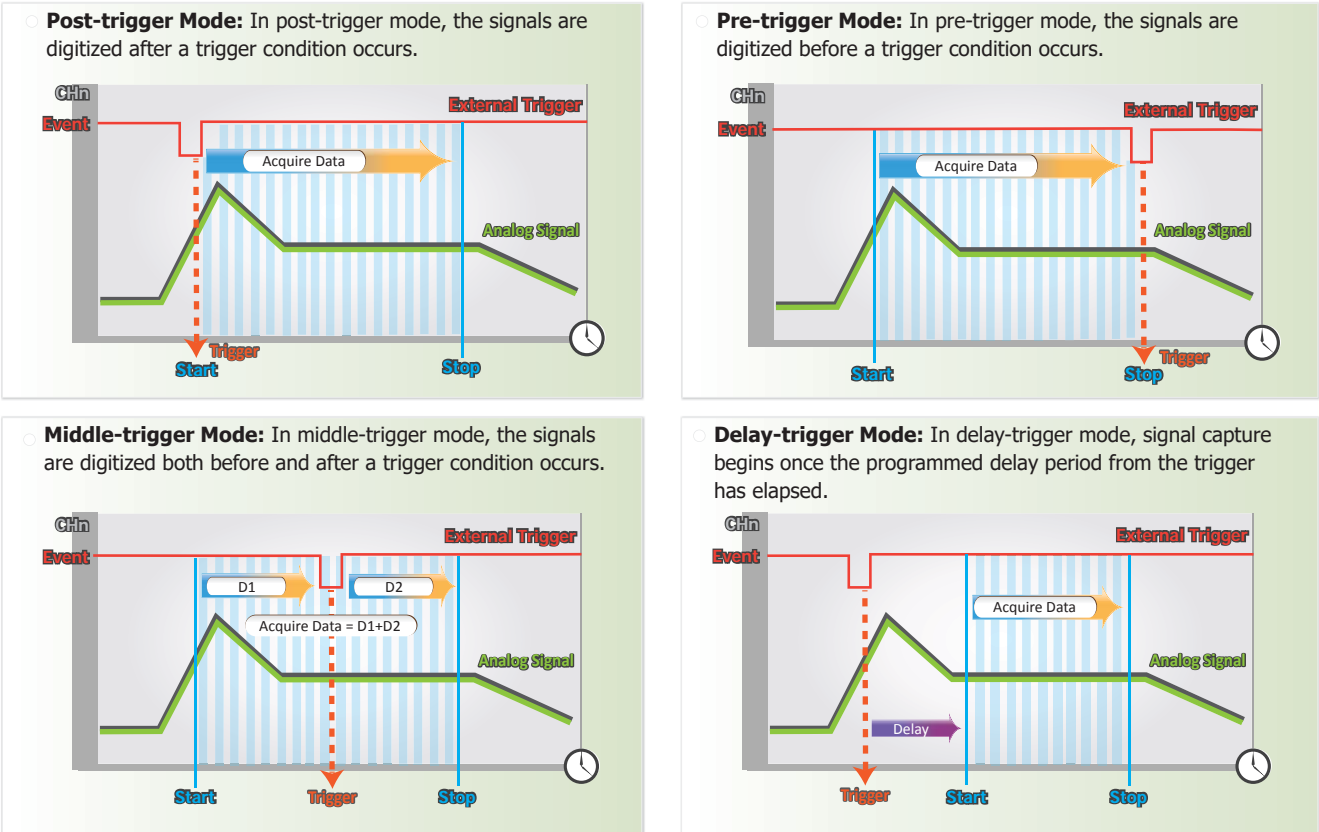 Post-trigger Mode: In post-trigger mode, the signals are
digitized after a trigger condition occurs.
CHn
External Trigger
Event
Acquire Data
Analog Signal
Trigger
Start
Stop
Pre-trigger Mode: In pre-trigger mode, the signals are
digitized before a trigger condition occurs.
CHn
External Trigger
Event
Acquire Data
Analog Signal
Trigger
Start
Stop
Middle-trigger Mode: In middle-trigger mode, the signals
are digitized both before and after a trigger condition occurs.
CHn
External Trigger
Event
D1
D2
Acquire Data = D1+D2
Analog Signal
Start
Trigger
Stop
Delay-trigger Mode: In delay-trigger mode, signal capture
begins once the programmed delay period from the trigger
has elapsed.
CHn
External Trigger
Event
Acquire Data
Analog Signal
Delay
Trigger
Start
Stop